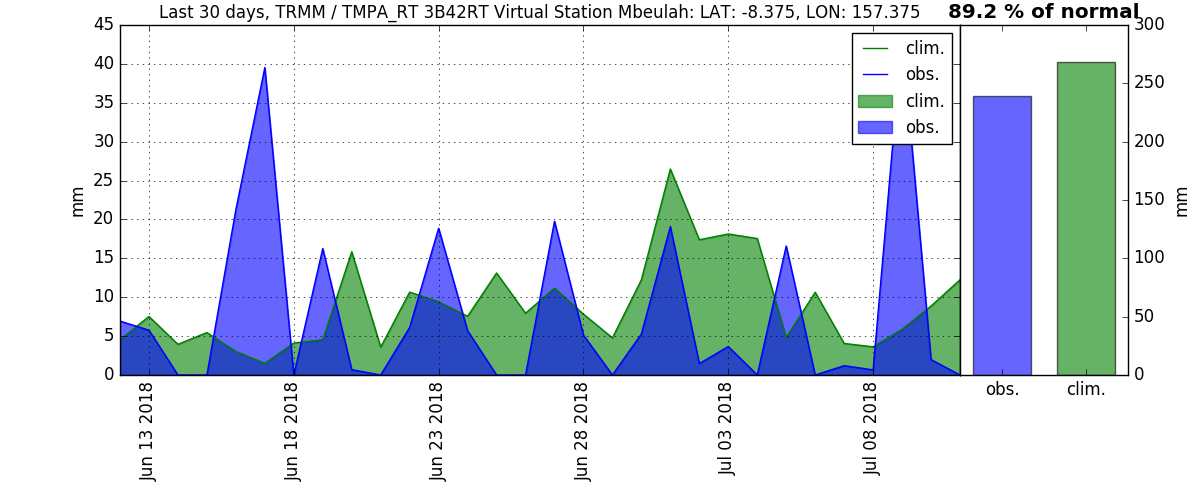 Last 30 days, TRMM / TMPA_RT 3B42RT Virtual Station Mbeulah: LAT: -8.375, LON: 157.375
89.2 % of normal
45
40
35
30
25
20
15
10
5
0
mm
clim.
obs.
clim.
obs.
300
250
200
150
100
50
0
mm
Jun 13 2018
Jun 18 2018
Jun 23 2018
Jun 28 2018
Jul 03 2018
Jul 08 2018
obs.
clim.